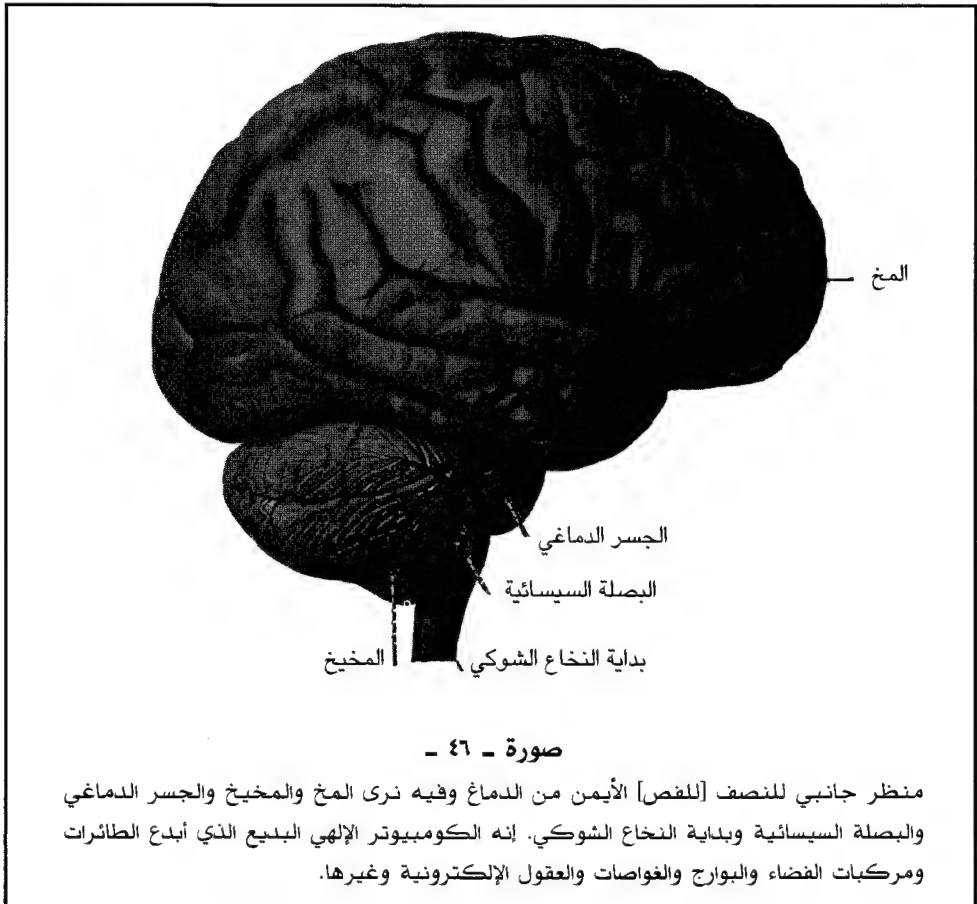 المخ
الجسر الدماغي
البصلة السيسائية
بداية النخاع الشوكي
المخيخ
صورة ـ ٤٦ ـ
منظر جانبي للنصف [للفص] الأيمن من الدماغ وفيه نرى المخ والمخيخ والجسر الدماغي
والبصلة السيسائية وبداية النخاع الشوكي. إنه الكومبيوتر الإلهي البديع الذي أبدع الطائرات
ومركبات الفضاء والبوارج والغواصات والعقول الإلكترونية وغيرها.